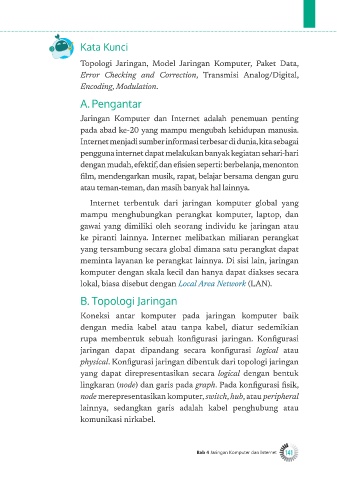 Kata Kunci
Topologi Jaringan, Model Jaringan Komputer, Paket Data,
Error Checking and Correction, Transmisi Analog/Digital,
Encoding, Modulation.
A. Pengantar
Jaringan Komputer dan Internet adalah penemuan penting
pada abad ke-20 yang mampu mengubah kehidupan manusia.
Internet menjadi sumber informasi terbesar di dunia, kita sebagai
pengguna internet dapat melakukan banyak kegiatan sehari-hari
dengan mudah, efektif, dan efisien seperti: berbelanja, menonton
film, mendengarkan musik, rapat, belajar bersama dengan guru
atau teman-teman, dan masih banyak hal lainnya.
Internet terbentuk dari jaringan komputer global yang
mampu menghubungkan perangkat komputer, laptop, dan
gawai yang dimiliki oleh seorang individu ke jaringan atau
ke piranti lainnya. Internet melibatkan miliaran perangkat
yang tersambung secara global dimana satu perangkat dapat
meminta layanan ke perangkat lainnya. Di sisi lain, jaringan
komputer dengan skala kecil dan hanya dapat diakses secara
lokal, biasa disebut dengan Local Area Network (LAN).
B. Topologi Jaringan
Koneksi antar komputer pada jaringan komputer baik
dengan media kabel atau tanpa kabel, diatur sedemikian
rupa membentuk sebuah konfigurasi jaringan. Konfigurasi
jaringan dapat dipandang secara konfigurasi logical atau
physical. Konfigurasi jaringan dibentuk dari topologi jaringan
yang dapat direpresentasikan secara logical dengan bentuk
lingkaran (node) dan garis pada graph. Pada konfigurasi fisik,
node merepresentasikan komputer, switch, hub, atau peripheral
lainnya, sedangkan garis adalah kabel penghubung atau
komunikasi nirkabel.
Bab 4 Jaringan Komputer dan Internet 141